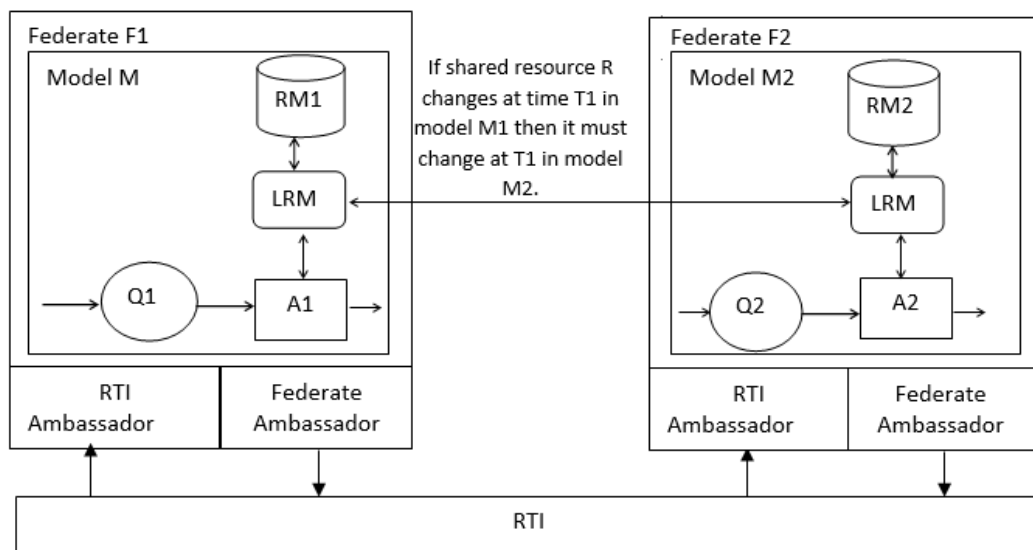 Federate F1
Model M
RM1
LRM
Q1
A1
RTI
Ambassador
Federate
Ambassador
If shared resource R
changes at time T1 in
model M1 then it must
change at T1 in model
M2.
Federate F2
Model M2
RM2
LRM
Q2
A2
RTI
Ambassador
Federate
Ambassador
RTI